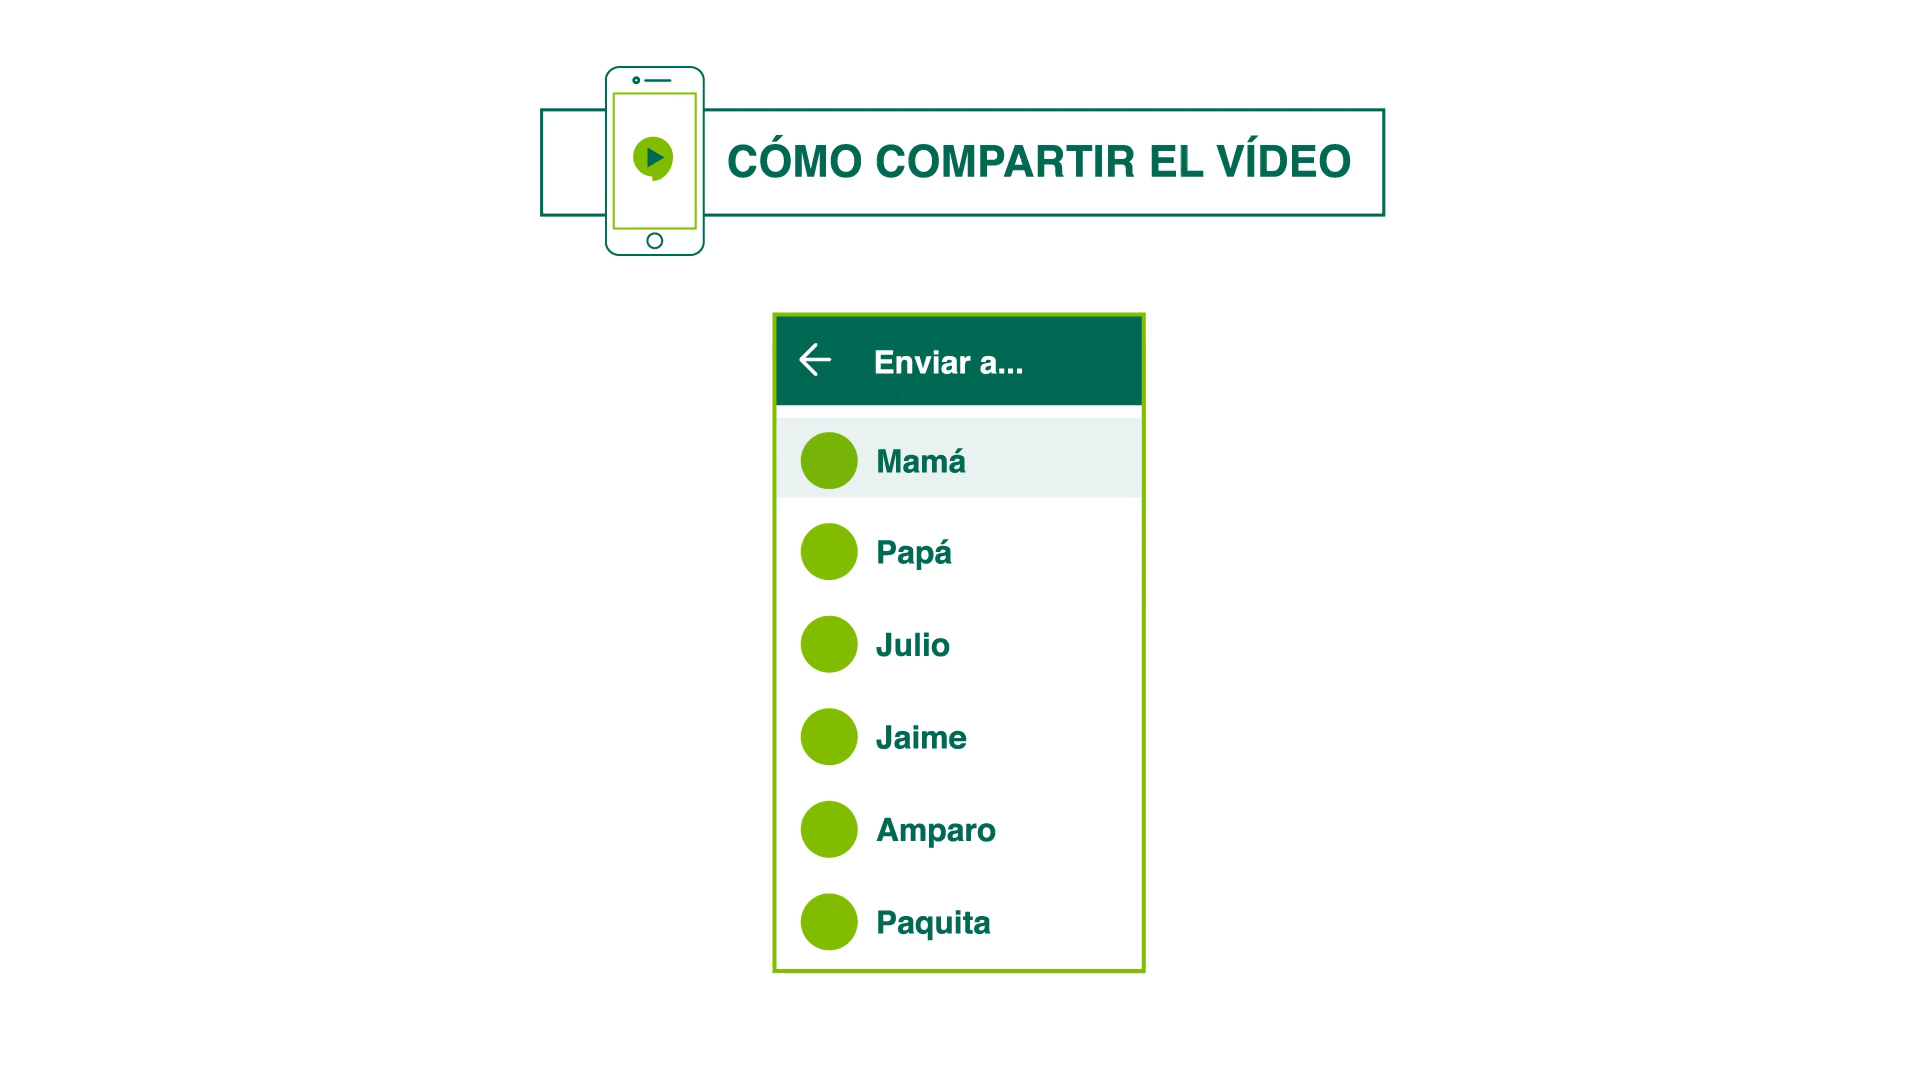 CÓMO COMPARTIR EL VÍDEO
Enviar a...
Mamá
Papá
Julio
Jaime
Amparo
Paquita